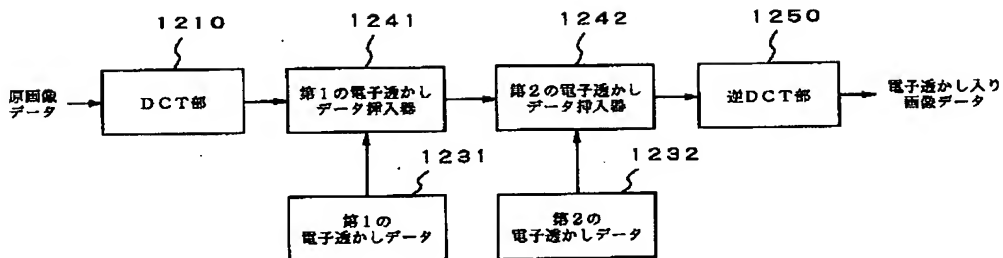 1210
1241
1242
1250
原画像
データ
DCT部
第1の電子透かし
データ挿入器
第2の電子透かし
データ挿入器
逆DCT部
電子透かし入り
画像データ
1231
1232
第1の
電子透かしデータ
第2の
電子透かしデータ